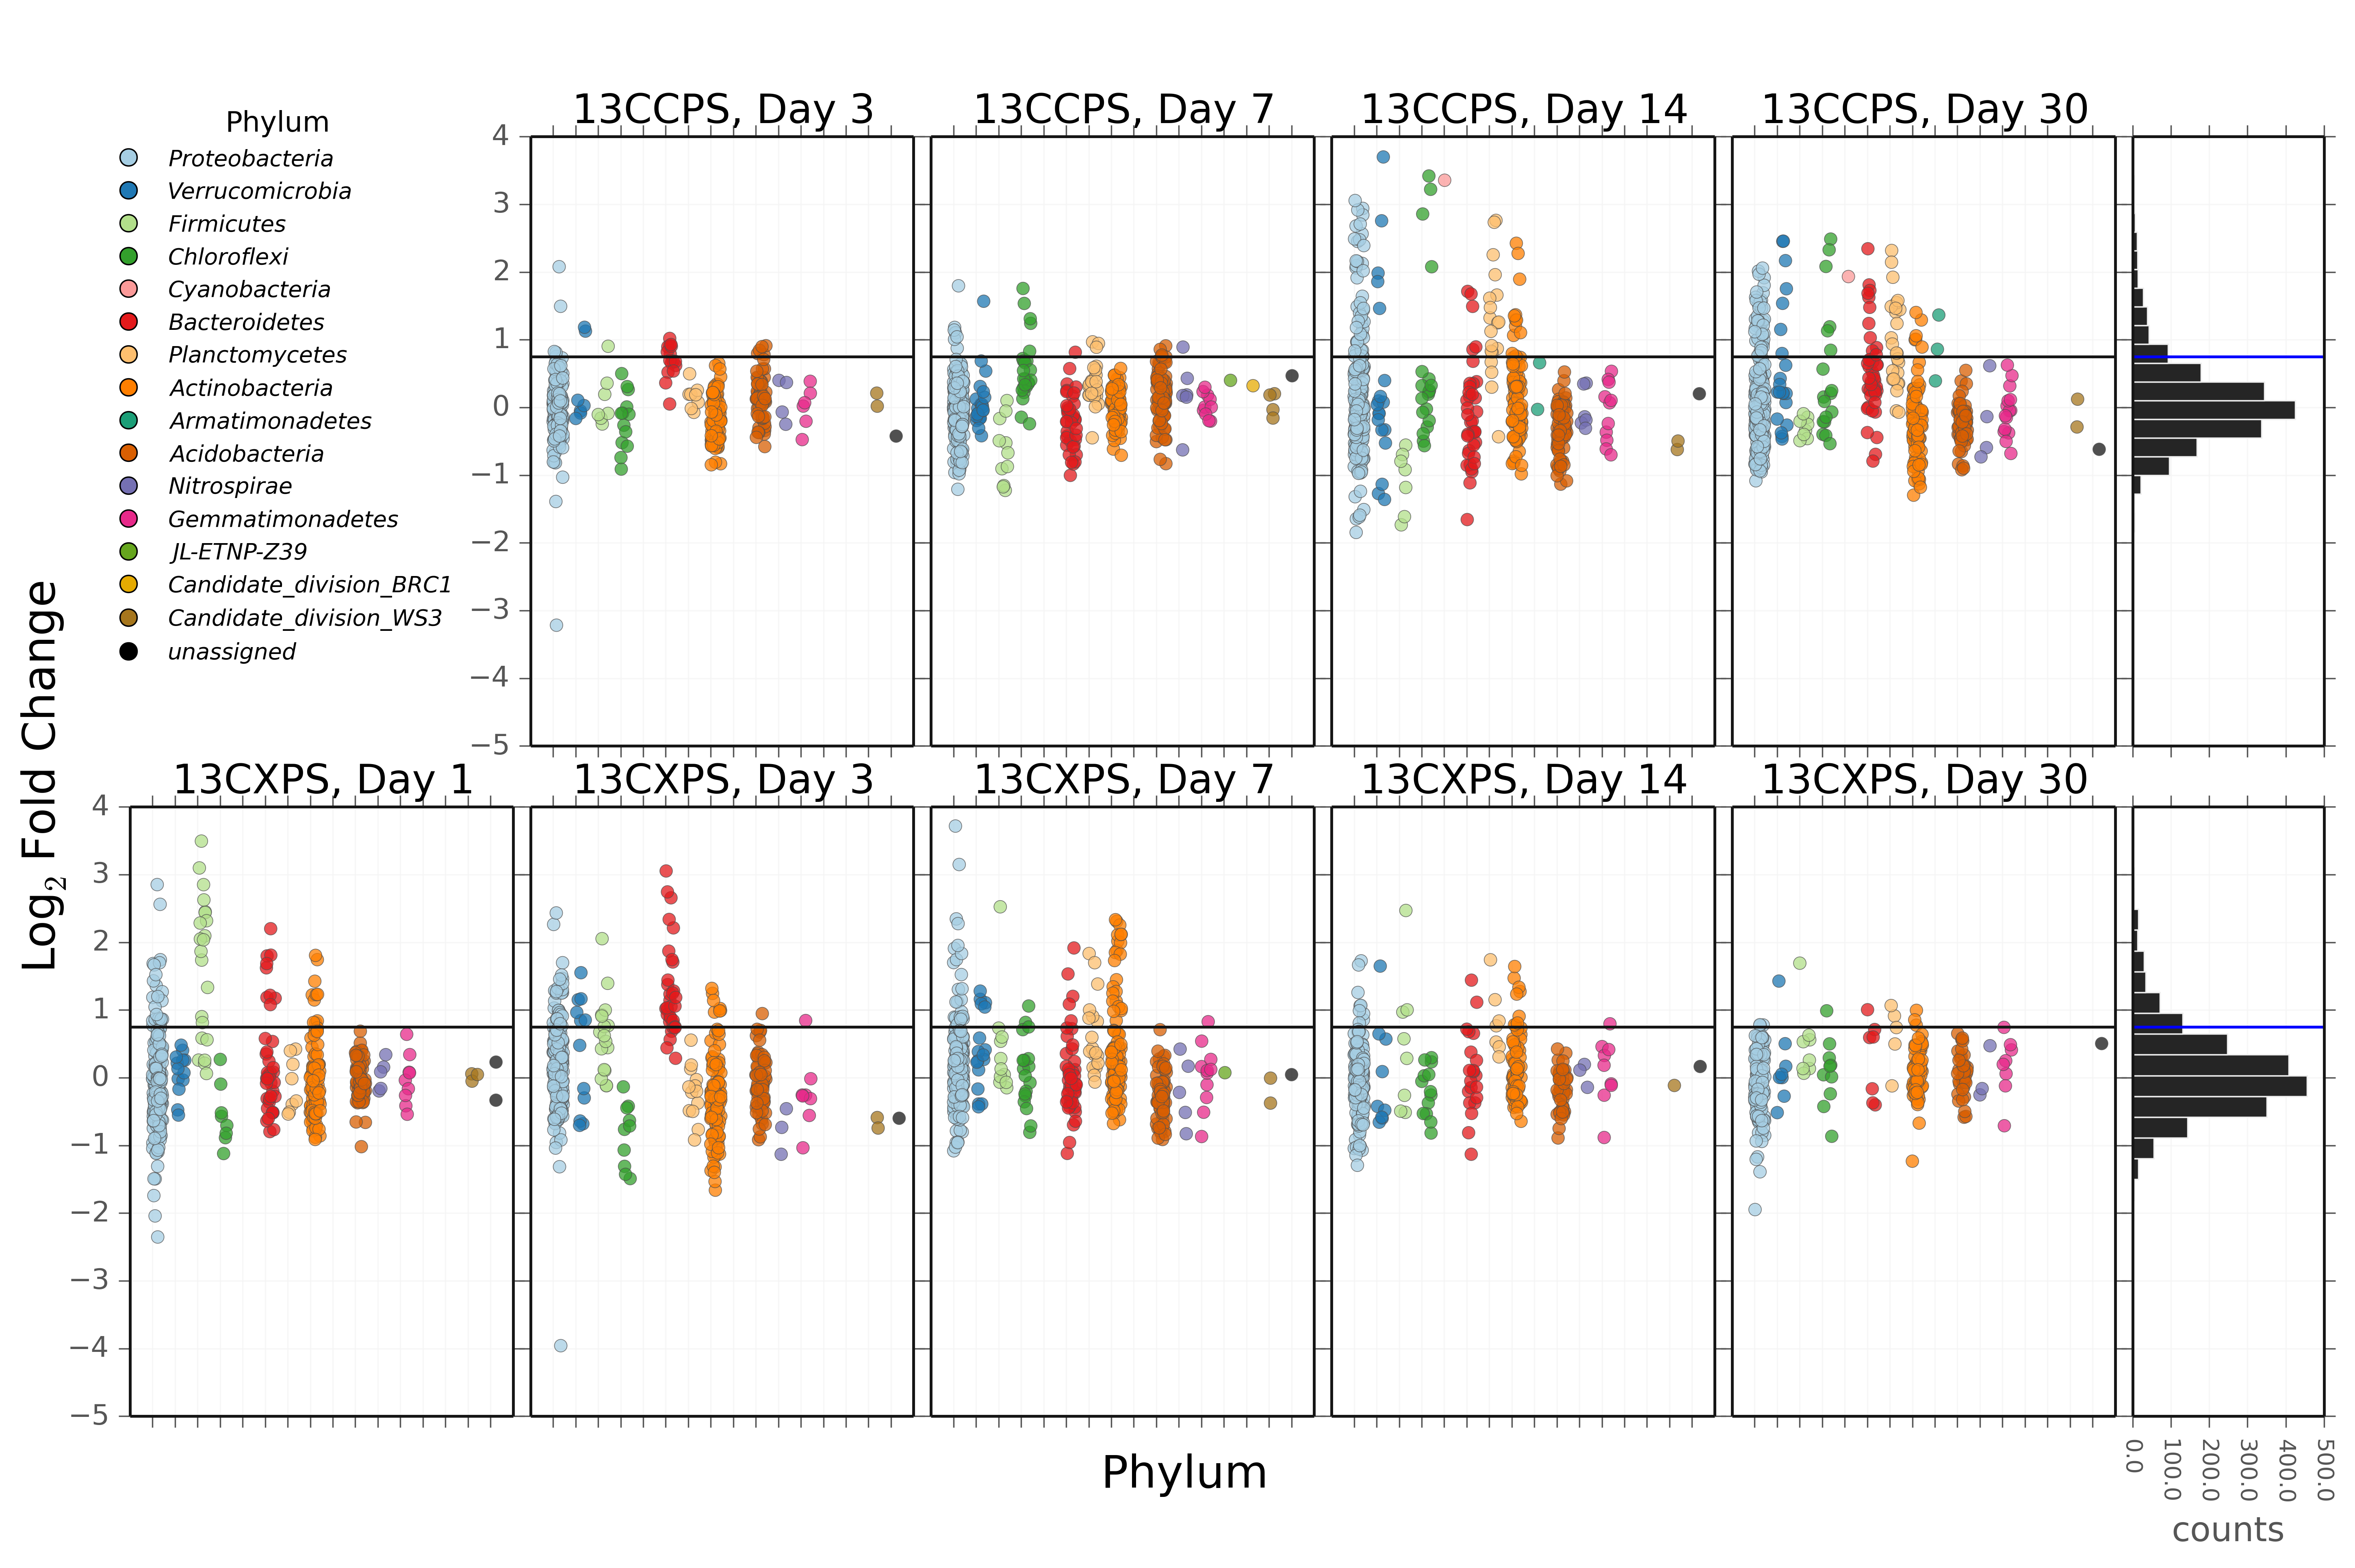 13CCPS, Day 3
13CCPS, Day 7
13CCPS, Day 14
13CCPS, Day 30
Phylum
Proteobacteria
Verrucomicrobia
Firmicutes
Chloroflexi
Cyanobacteria
Bacteroidetes
Planctomycetes
Actinobacteria
Armatimonadetes
Acidobacteria
Nitrospirae
Gemmatimonadetes
JL-ETNP-Z39
Candidate_division_BRC1
Candidate_division_WS3
unassigned
4
3
2
1
0
−1
−2
−3
−4
−5
Log2 Fold Change
13CXPS, Day 1
13CXPS, Day 3
13CXPS, Day 7
13CXPS, Day 14
13CXPS, Day 30
4
3
2
1
0
−1
−2
−3
−4
−5
Phylum
0.0
100.0
200.0
300.0
400.0
500.0
counts